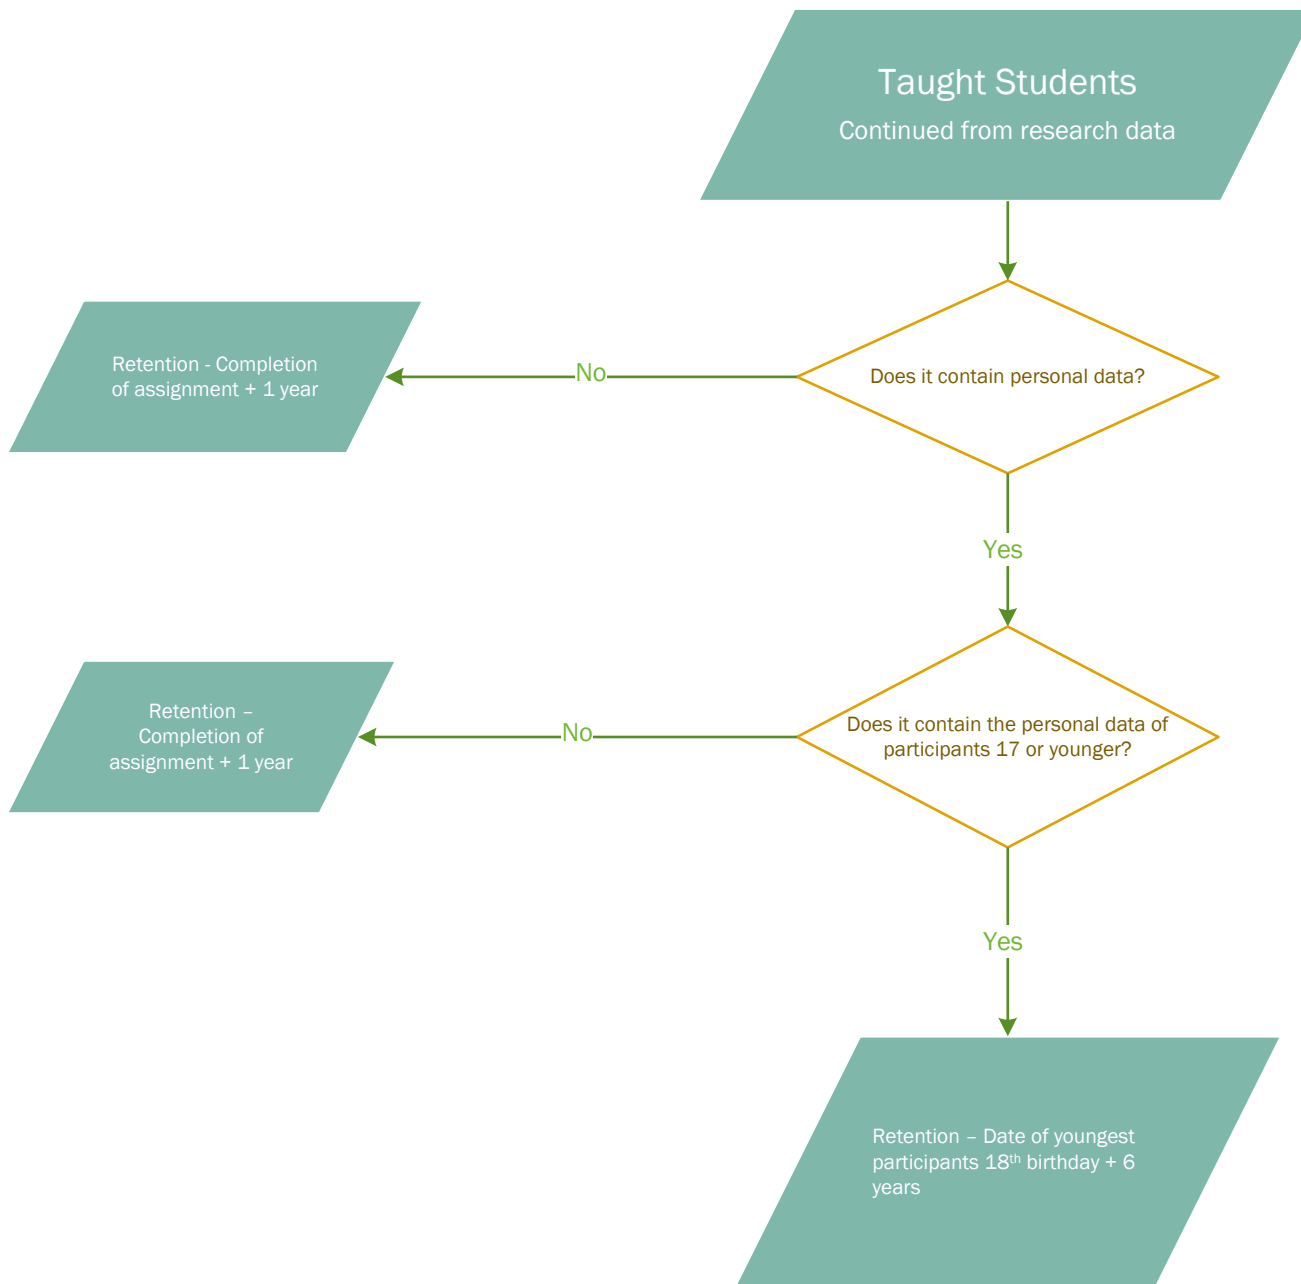 Taught Students
Continued from research data
Does it contain personal data?
No
Retention - Completion
of assignment + 1 year
Yes
Does it contain the personal data of
participants 17 or younger?
No
Retention –
Completion of
assignment + 1 year
Yes
Retention – Date of youngest
participants 18th birthday + 6
years